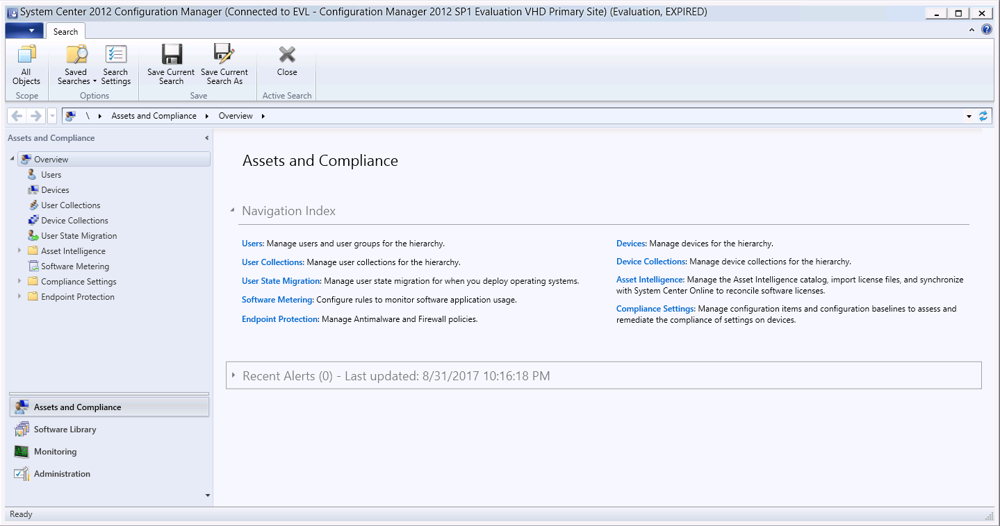 System Center 2012 Configuration Manager (Connected to EVL - Configuration Manager 2012 SP1 Evaluation VHD Primary Site) (Evaluation, EXPIRED)
Search
All Objects
Saved Searches
Search Settings
Save Current Search
Save Current Search As
Close
Scope
Options
Save
Active Search
\ Assets and Compliance Overview
Assets and Compliance
Overview
Users
Devices
User Collections
Device Collections
User State Migration
Asset Intelligence
Software Metering
Compliance Settings
Endpoint Protection
Assets and Compliance
Software Library
Monitoring
Administration
Assets and Compliance
Navigation Index
Users: Manage users and user groups for the hierarchy.
User Collections: Manage user collections for the hierarchy.
User State Migration: Manage user state migration for when you deploy operating systems.
Software Metering: Configure rules to monitor software application usage.
Endpoint Protection: Manage Antimalware and Firewall policies.
Devices: Manage devices for the hierarchy.
Device Collections: Manage device collections for the hierarchy.
Asset Intelligence: Manage the Asset Intelligence catalog, import license files, and synchronize
with System Center Online to reconcile software licenses.
Compliance Settings: Manage configuration items and configuration baselines to assess and
remediate the compliance of settings on devices.
Recent Alerts (0) - Last updated: 8/31/2017 10:16:18 PM
Ready